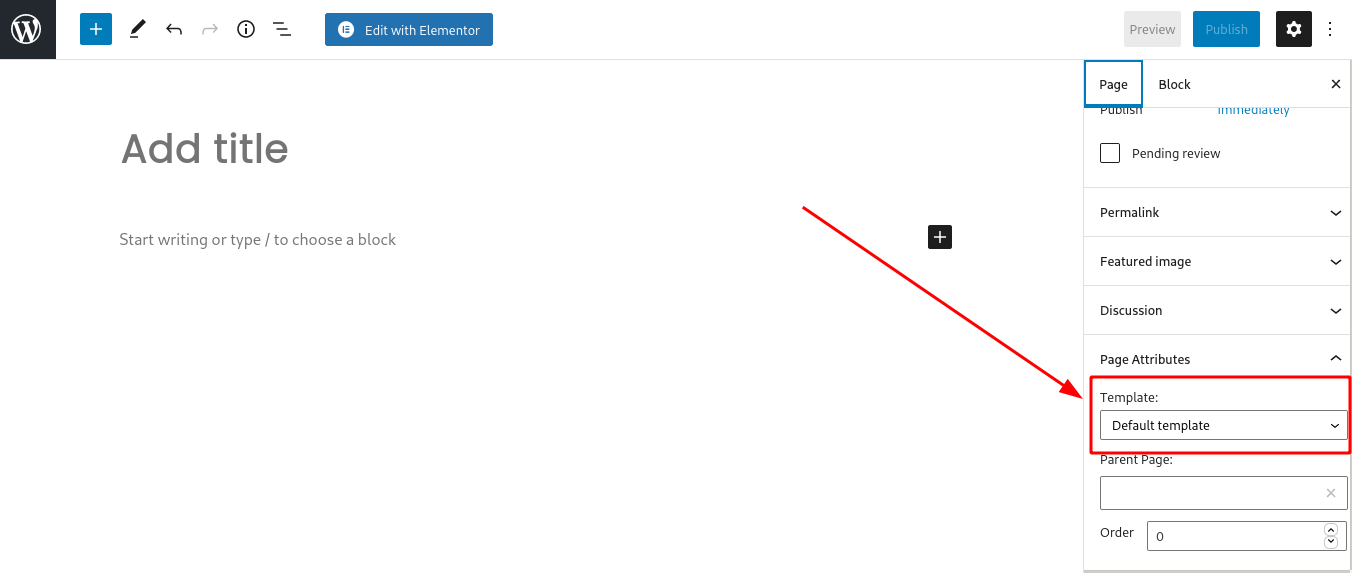 Edit with Elementor
Preview
Publish
Page
Block
Publish
Immediately
Add title
Pending review
Permalink
Start writing or type / to choose a block
Featured image
Discussion
Page Attributes
Template:
Default template
Parent Page:
Order
0